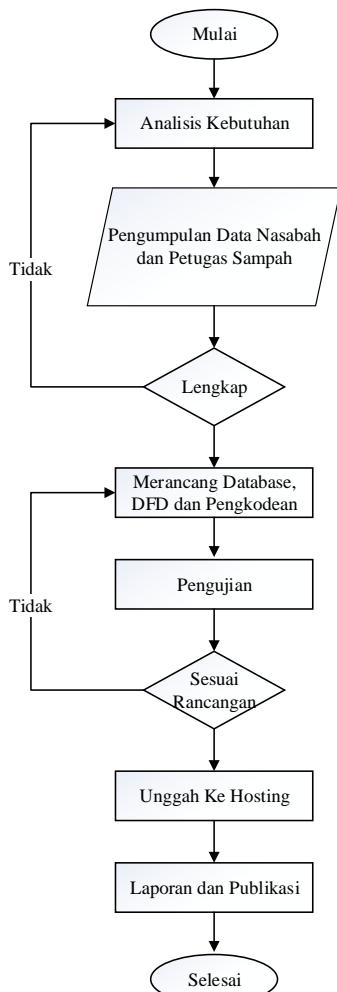 Mulai
Analisis Kebutuhan
Pengumpulan Data Nasabah
dan Petugas Sampah
Tidak
Lengkap
Merancang Database,
DFD dan Pengkodean
Pengujian
Tidak
Sesuai
Rancangan
Unggah Ke Hosting
Laporan dan Publikasi
Selesai